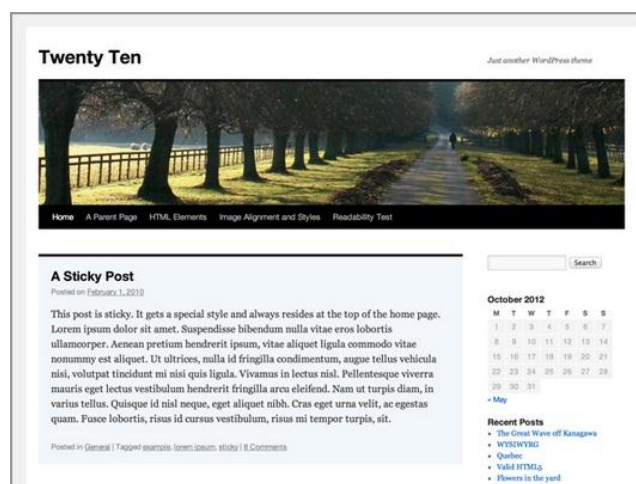 Twenty Ten
Just another WordPress theme
Home A Parent Page HTML Elements Image Alignment and Styles Readability Test
A Sticky Post
Posted on February 1, 2010
This post is sticky. It gets a special style and always resides at the top of the home page.
Lorem ipsum dolor sit amet. Suspendisse bibendum nulla vitae eros lobortis
ullamcorper. Aenean pretium hendrerit ipsum, vitae aliquet ligula commodo vitae
nonummy est aliquet. Ut ultrices, nulla id fringilla condimentum, augue tellus vehicula
nisi, volutpat tincidunt mi nisi quis ligula. Vivamus in lectus nisl. Pellentesque viverra
mauris eget lectus vestibulum hendrerit fringilla arcu eleifend. Nam ut turpis diam, in
varius tellus. Quisque id nisl neque, eget aliquet nibh. Cras eget urna velit, ac egestas
quam. Fusce lobortis, risus id cursus vestibulum, risus mi tempor turpis, sit.
Posted in General | Tagged example, lorem ipsum, sticky | 8 Comments
Search
October 2012
M T W T F S S
1 2 3 4 5 6 7
8 9 10 11 12 13 14
15 16 17 18 19 20 21
22 23 24 25 26 27 28
29 30 31
« May
Recent Posts
The Great Wave off Kanagawa
WYSIWYRG
Quebec
Valid HTML5
Flowers in the yard